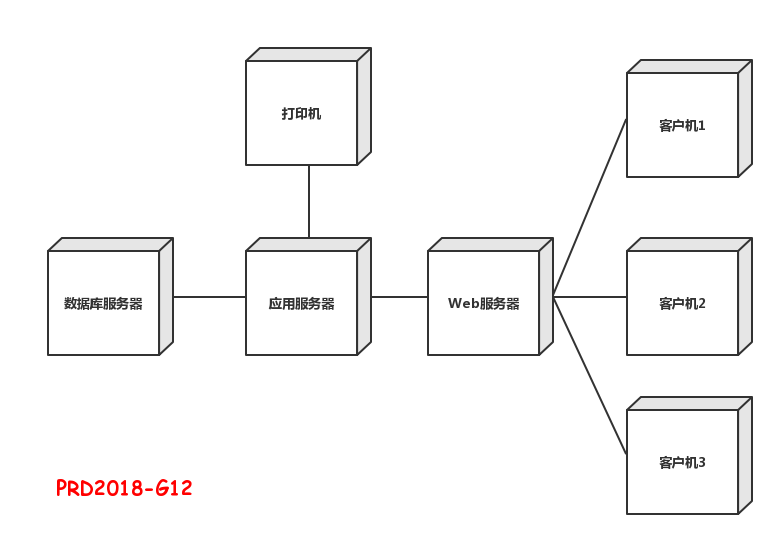 打印机
客户机1
数据库服务器
应用服务器
Web服务器
客户机2
客户机3
PRD2018-G12